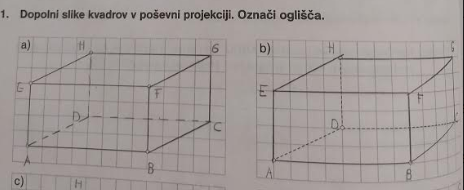 1. Dopolni slike kvadrov v poševni projekciji. Označi oglišča.
a) H G b) H G
E F E F
D C D
A B A B
c) H